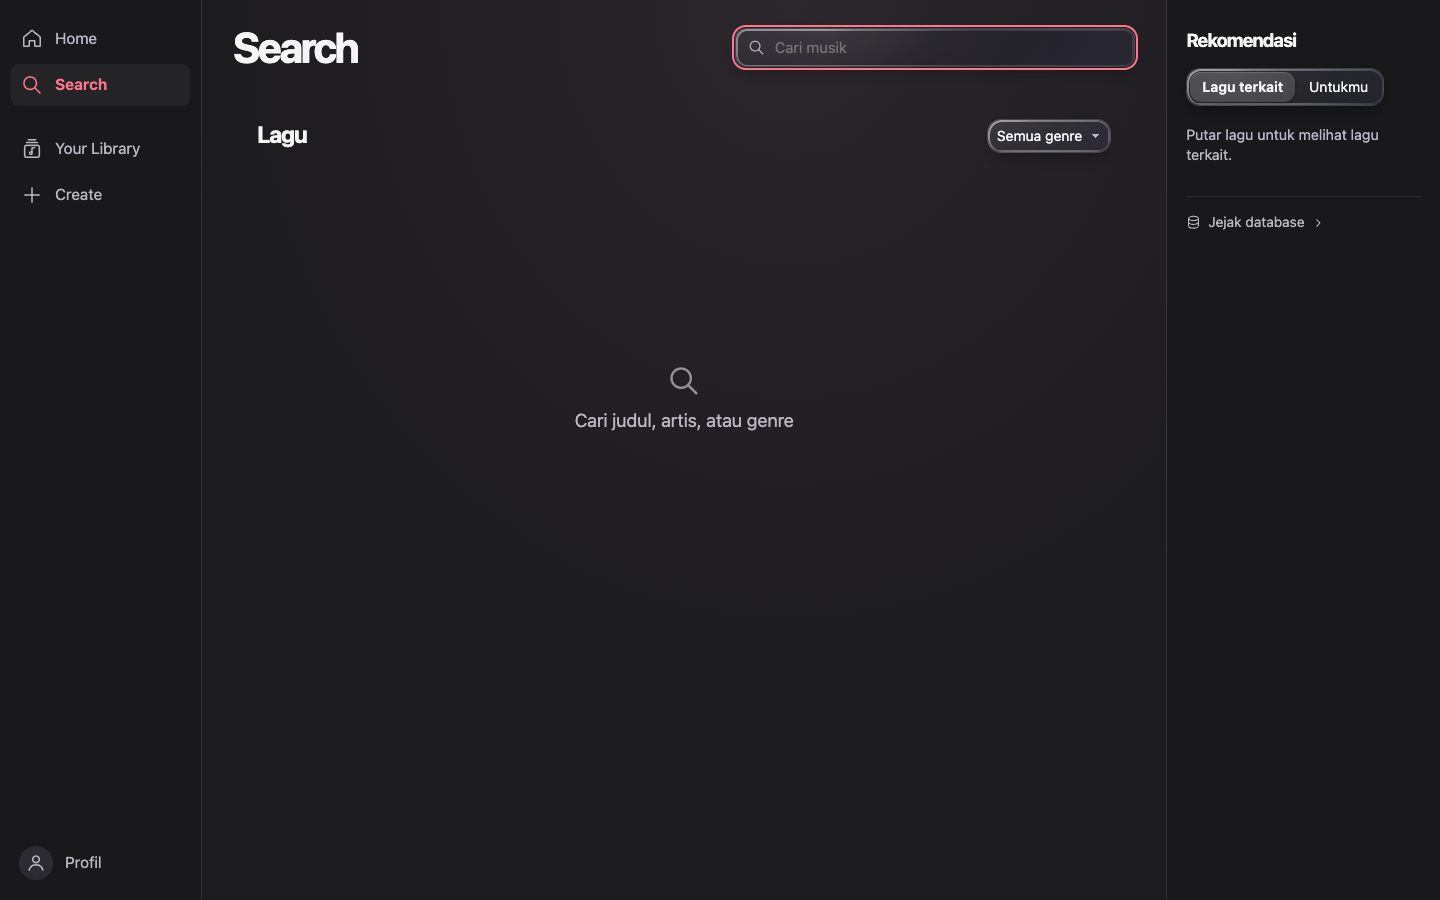 Home
Search
Your Library
Create
Profil
Search
Cari musik
Lagu
Semua genre
Cari judul, artis, atau genre
Rekomendasi
Lagu terkait
Untukmu
Putar lagu untuk melihat lagu
terkait.
Jejak database